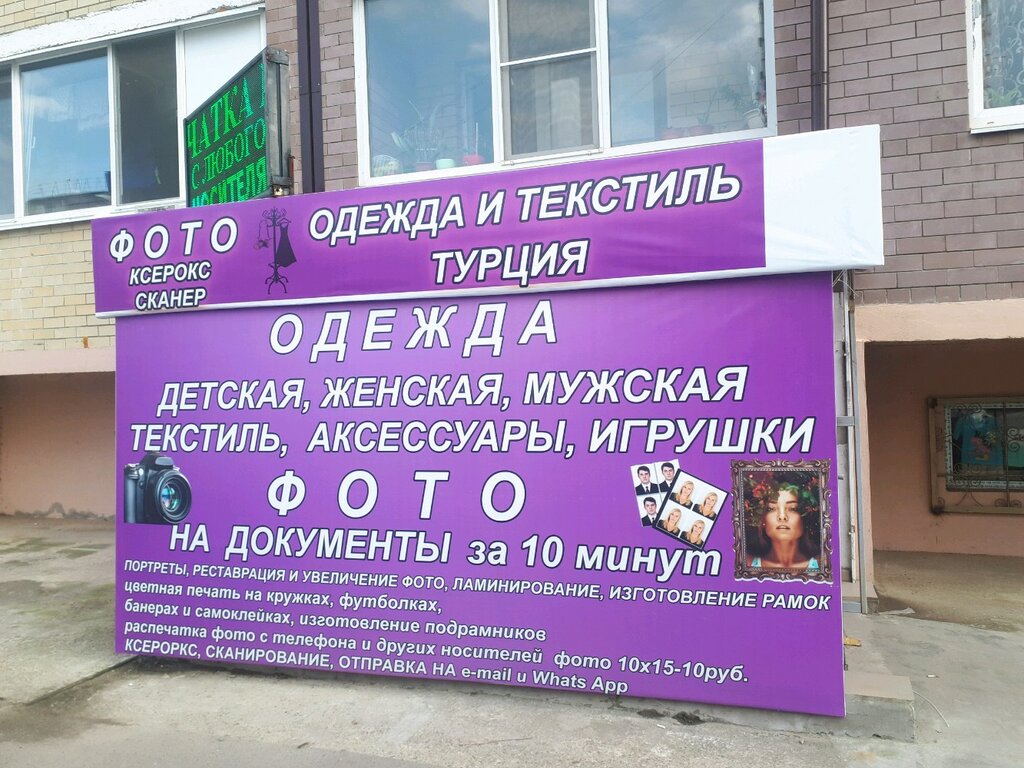 ЧАТКА
С ЛЮБОГО
НОСИТЕЛЯ
ФОТО
КСЕРОКС
СКАНЕР
ОДЕЖДА И ТЕКСТИЛЬ
ТУРЦИЯ
ОДЕЖДА
ДЕТСКАЯ, ЖЕНСКАЯ, МУЖСКАЯ
ТЕКСТИЛЬ, АКСЕССУАРЫ, ИГРУШКИ
ФОТО
НА ДОКУМЕНТЫ за 10 минут
ПОРТРЕТЫ, РЕСТАВРАЦИЯ И УВЕЛИЧЕНИЕ ФОТО, ЛАМИНИРОВАНИЕ, ИЗГОТОВЛЕНИЕ РАМОК
цветная печать на кружках, футболках,
банерах и самоклейках, изготовление подрамников
распечатка фото с телефона и других носителей фото 10х15-10руб.
КСЕРОРКС, СКАНИРОВАНИЕ, ОТПРАВКА НА e-mail и Whats App